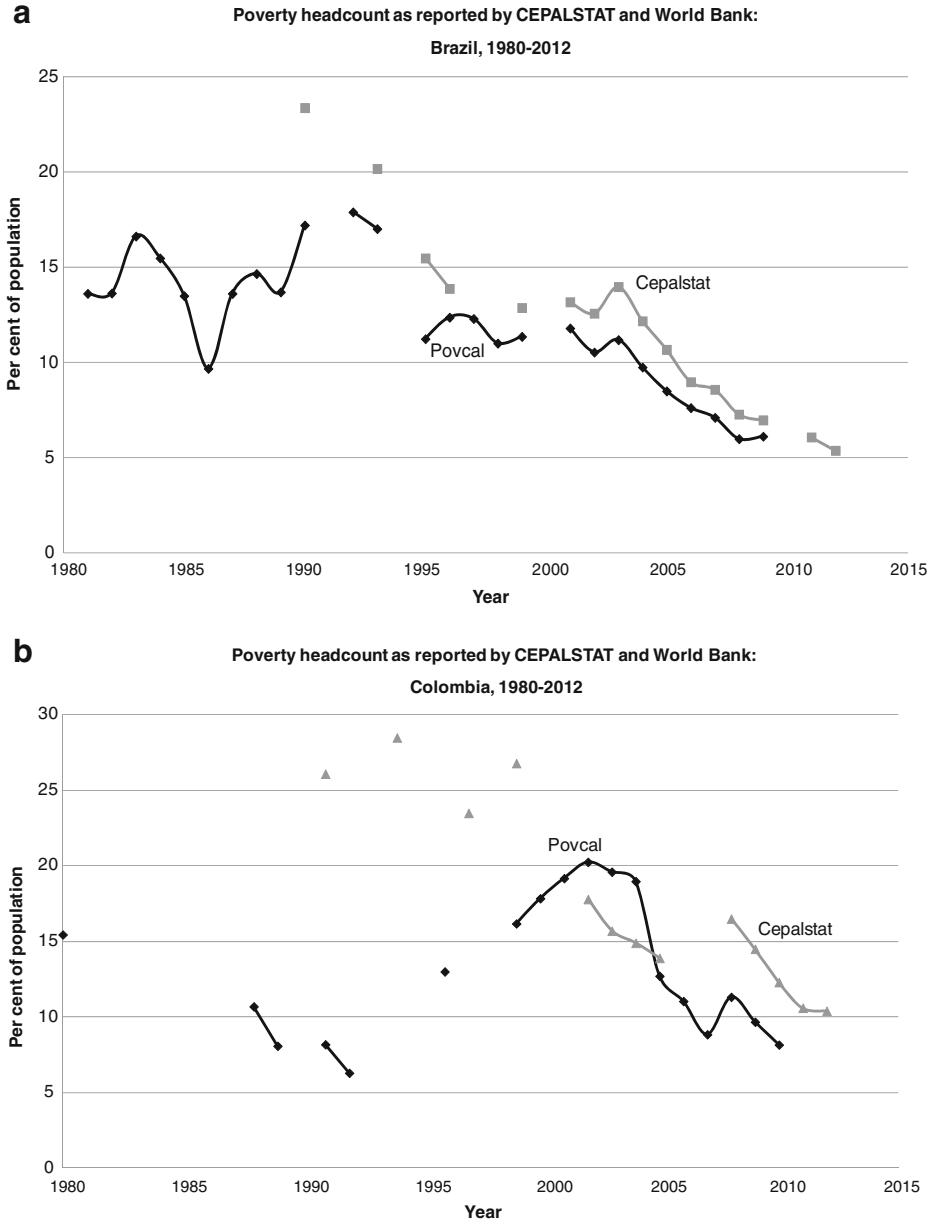 a
Poverty headcount as reported by CEPALSTAT and World Bank:
Brazil, 1980-2012
25
20
15
10
5
0
Per cent of population
Cepalstat
Povcal
1980 1985 1990 1995 2000 2005 2010 2015
Year
b
Poverty headcount as reported by CEPALSTAT and World Bank:
Colombia, 1980-2012
30
25
20
15
10
5
0
Per cent of population
Povcal
Cepalstat
1980 1985 1990 1995 2000 2005 2010 2015
Year